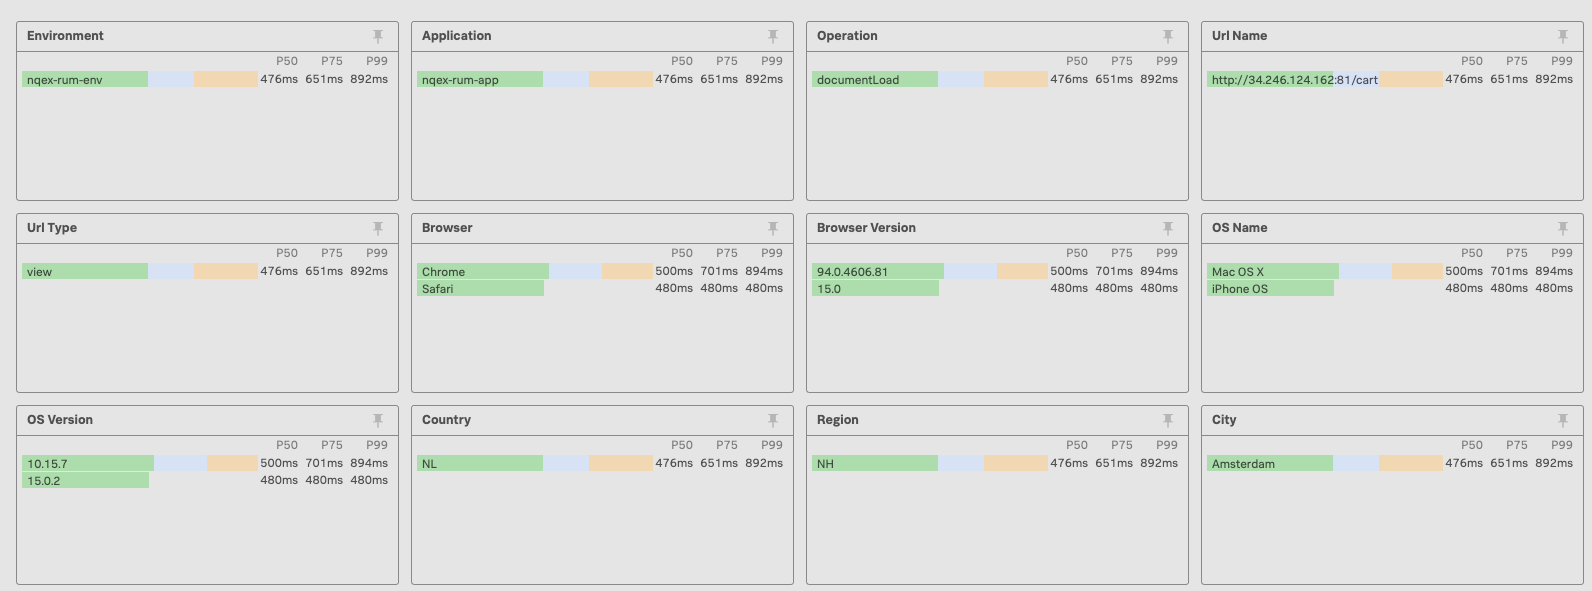 Environment
P50 P75 P99
nqex-rum-env 476ms 651ms 892ms
Application
P50 P75 P99
nqex-rum-app 476ms 651ms 892ms
Operation
P50 P75 P99
documentLoad 476ms 651ms 892ms
Url Name
P50 P75 P99
http://34.246.124.162:81/cart 476ms 651ms 892ms
Url Type
P50 P75 P99
view 476ms 651ms 892ms
Browser
P50 P75 P99
Chrome 500ms 701ms 894ms
Safari 480ms 480ms 480ms
Browser Version
P50 P75 P99
94.0.4606.81 500ms 701ms 894ms
15.0 480ms 480ms 480ms
OS Name
P50 P75 P99
Mac OS X 500ms 701ms 894ms
iPhone OS 480ms 480ms 480ms
OS Version
P50 P75 P99
10.15.7 500ms 701ms 894ms
15.0.2 480ms 480ms 480ms
Country
P50 P75 P99
NL 476ms 651ms 892ms
Region
P50 P75 P99
NH 476ms 651ms 892ms
City
P50 P75 P99
Amsterdam 476ms 651ms 892ms